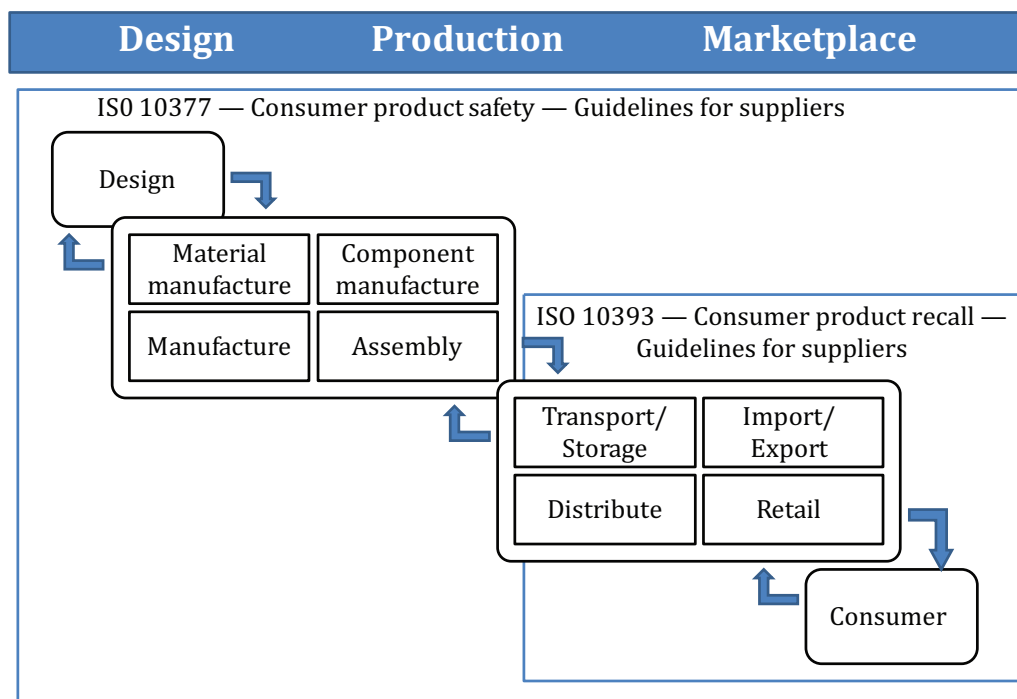 Design Production Marketplace
IS0 10377 — Consumer product safety — Guidelines for suppliers
Design
Material
manufacture
Component
manufacture
Manufacture
Assembly
ISO 10393 — Consumer product recall —
Guidelines for suppliers
Transport/
Storage
Import/
Export
Distribute
Retail
Consumer